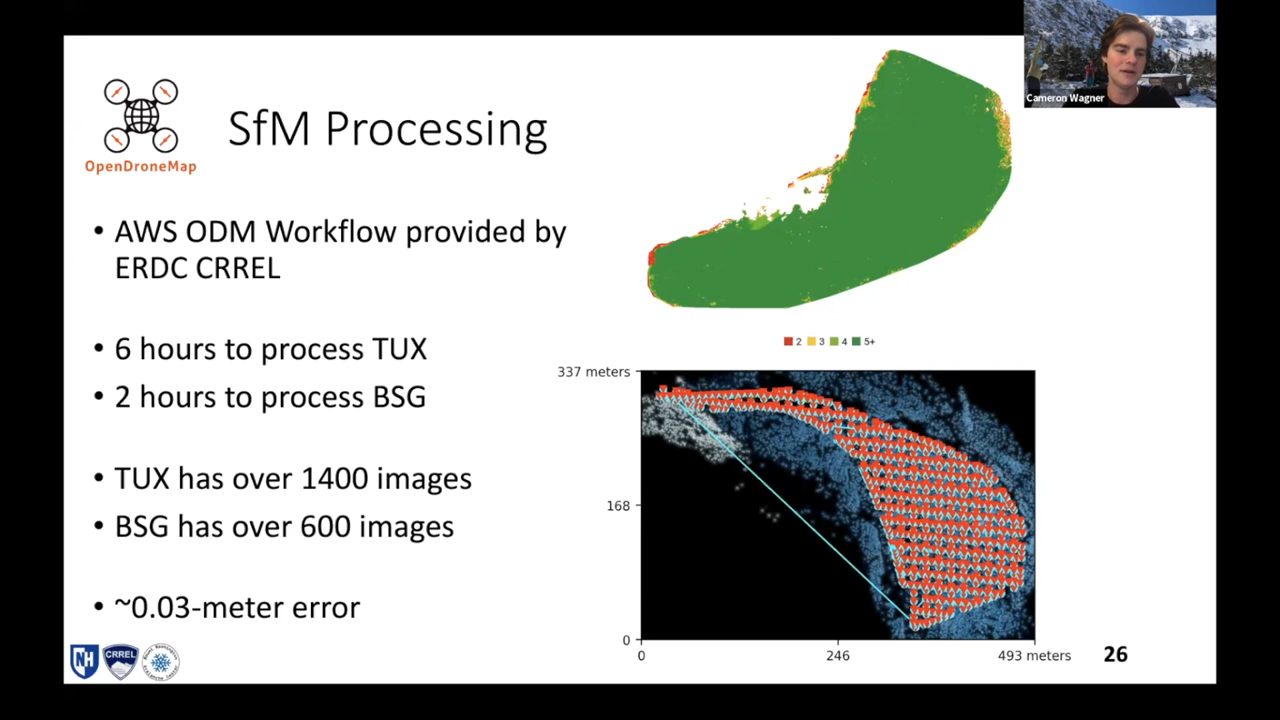 Cameron Wagner
OpenDroneMap
SfM Processing
• AWS ODM Workflow provided by
ERDC CRREL
• 6 hours to process TUX
• 2 hours to process BSG
• TUX has over 1400 images
• BSG has over 600 images
• ~0.03-meter error
2 3 4 5+
337 meters
168
0
0 246 493 meters
NH
CRREL
26